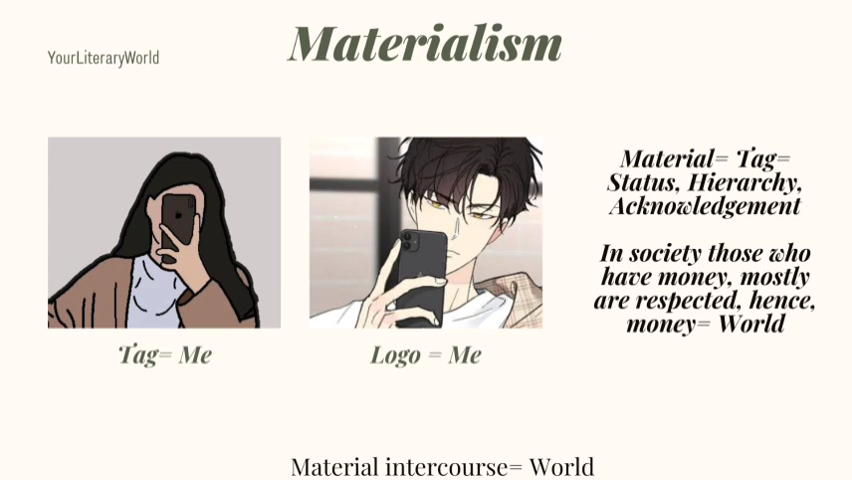 YourLiteraryWorld
Materialism
Tag= Me
Logo = Me
Material= Tag=
Status, Hierarchy,
Acknowledgement
In society those who
have money, mostly
are respected, hence,
money= World
Material intercourse= World